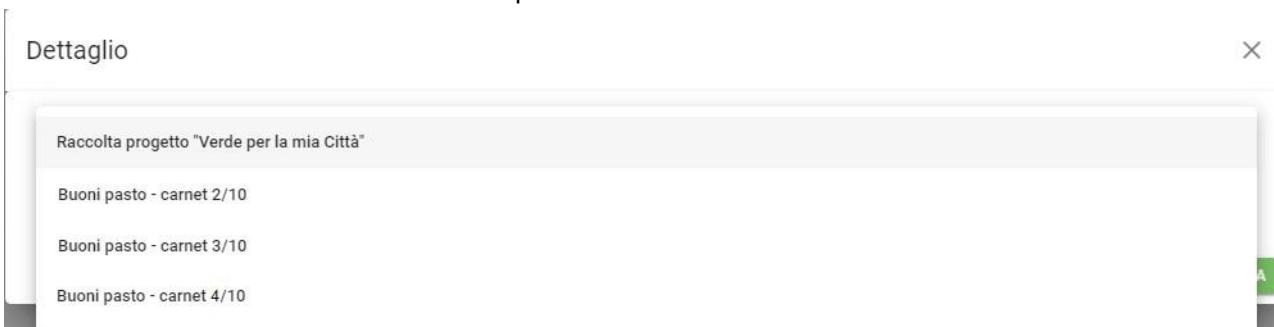 Dettaglio
Raccolta progetto "Verde per la mia Città"
Buoni pasto - carnet 2/10
Buoni pasto - carnet 3/10
Buoni pasto - carnet 4/10
A